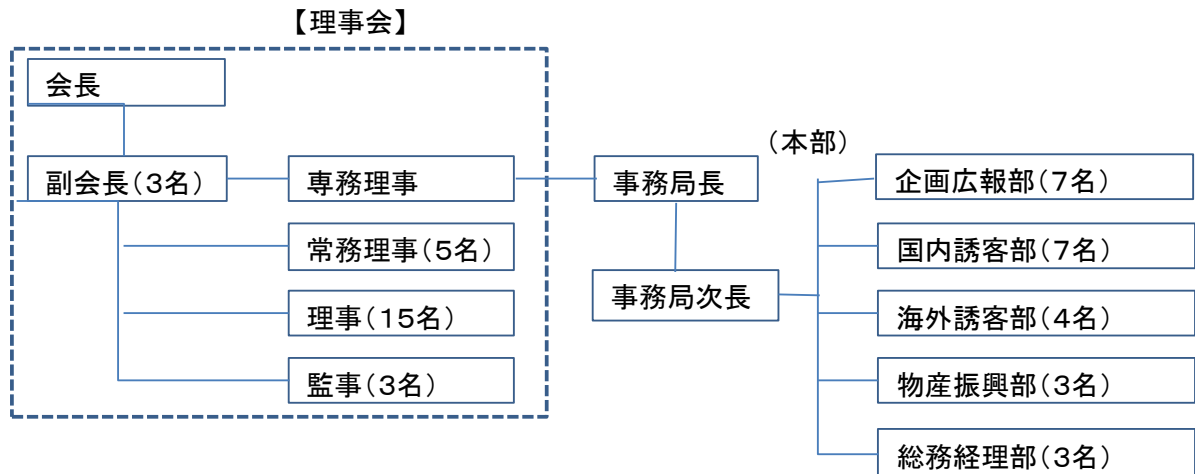 【理事会】
会長
副会長(3名)
専務理事
常務理事(5名)
理事(15名)
監事(3名)
事務局長
事務局次長
(本部)
企画広報部(7名)
国内誘客部(7名)
海外誘客部(4名)
物産振興部(3名)
総務経理部(3名)